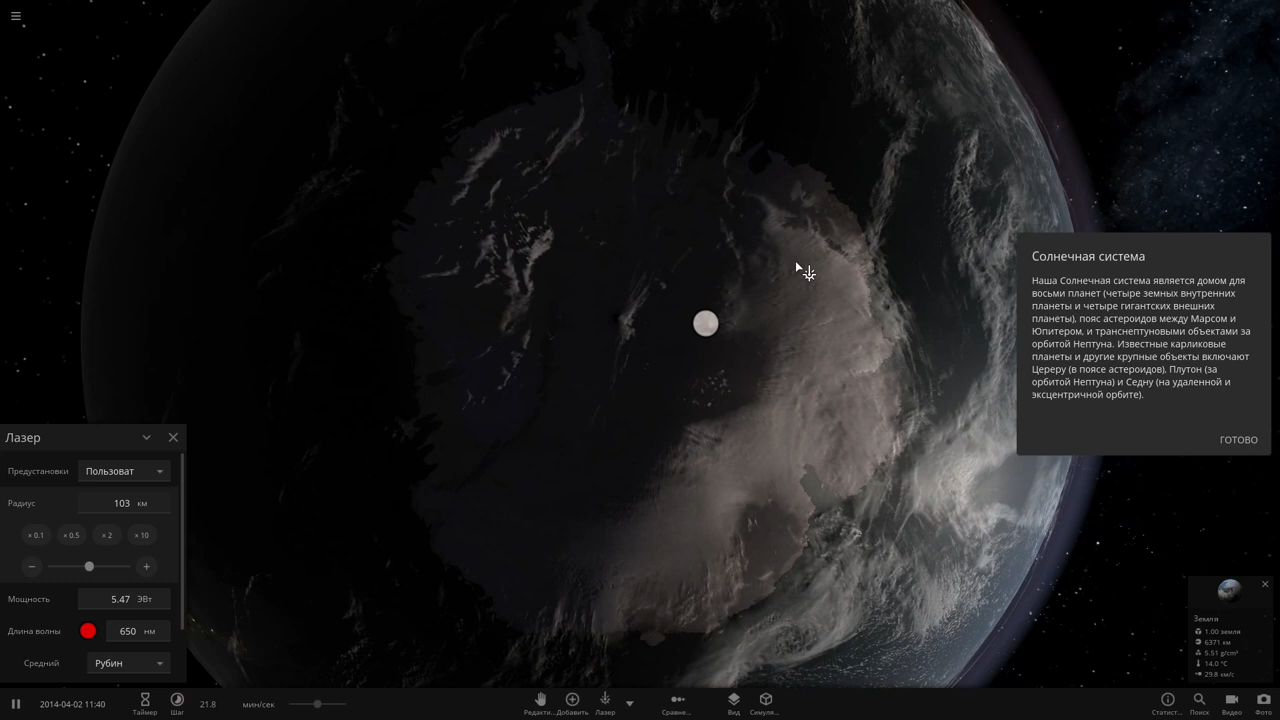 Солнечная система
Наша Солнечная система является домом для
восьми планет (четыре земных внутренних
планеты и четыре гигантских внешних
планеты), пояс астероидов между Марсом и
Юпитером, и транснептуновыми объектами за
орбитой Нептуна. Известные карликовые
планеты и другие крупные объекты включают
Цереру (в поясе астероидов), Плутон (за
орбитой Нептуна) и Седну (на удаленной и
эксцентричной орбите).
ГОТОВО
Лазер
Предустановки Пользоват
Радиус 103 км
× 0.1 × 0.5 × 2 × 10
Мощность 5.47 ЭВт
Длина волны 650 нм
Средний Рубин
Земля
1.00 земля
6371 км
5.51 g/cm³
14.0 °C
29.8 км/с
2014-04-02 11:40 Таймер Шаг 21.8 мин/сек Редакти... Добавить Лазер Сравне... Вид Симуля... Статист... Поиск Видео Фото